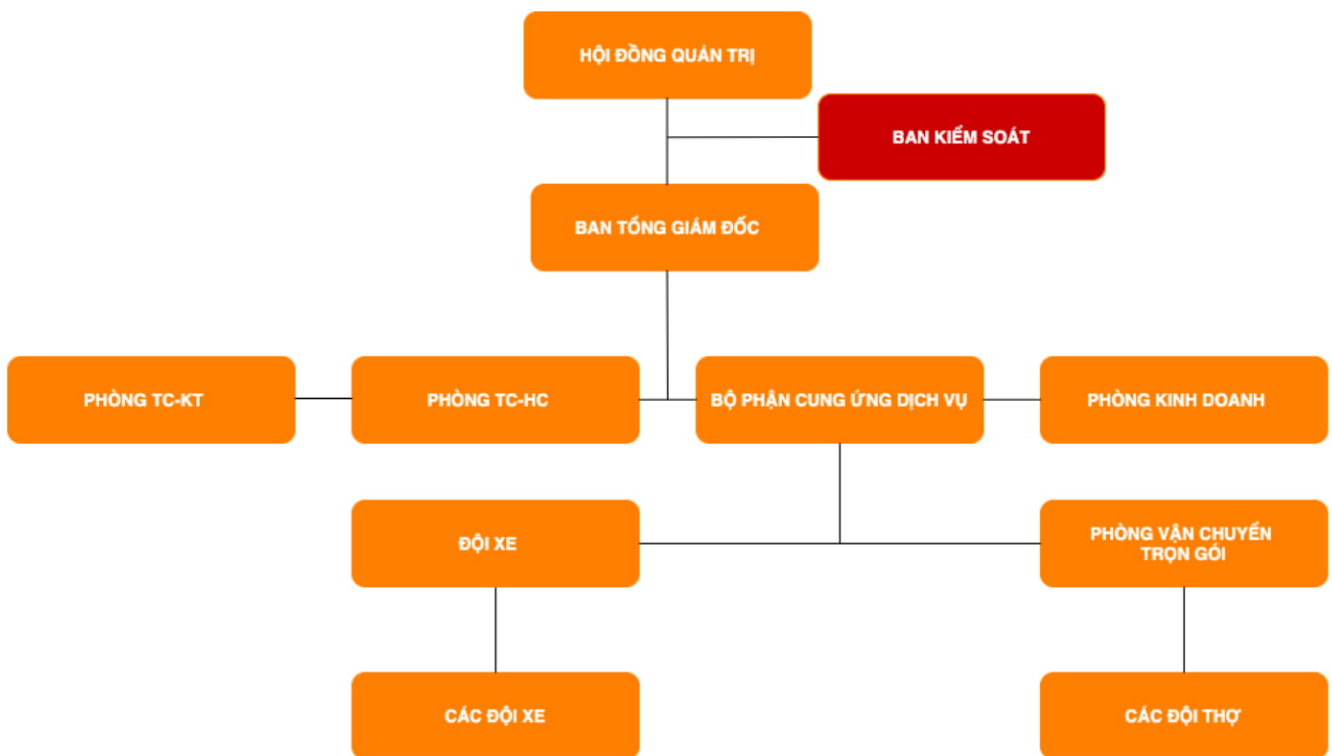 HỘI ĐỒNG QUẢN TRỊ
BAN KIỂM SOÁT
BAN TỔNG GIÁM ĐỐC
PHÒNG TC-KT
PHÒNG TC-HC
BỘ PHẬN CUNG ỨNG DỊCH VỤ
PHÒNG KINH DOANH
ĐỘI XE
PHÒNG VẬN CHUYỂN
TRỌN GÓI
CÁC ĐỘI XE
CÁC ĐỘI THỢ